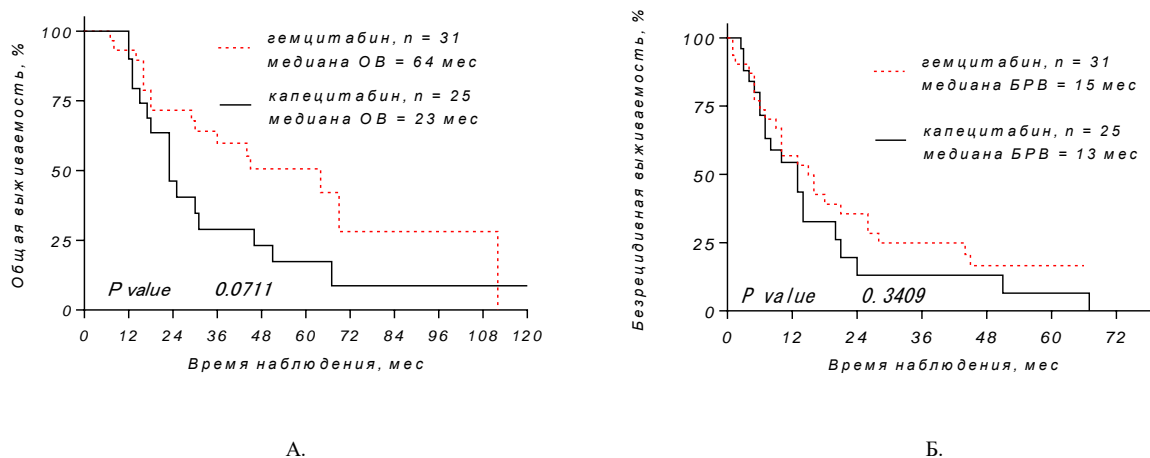 Общая выживаемость, %
100
75
50
25
0
гемцитабин, n = 31
медиана ОВ = 64 мес
капецитабин, n = 25
медиана ОВ = 23 мес
P value 0.0711
0 12 24 36 48 60 72 84 96 108 120
Время наблюдения, мес
А.
Безрецидивная выживаемость, %
100
75
50
25
0
гемцитабин, n = 31
медиана БРВ = 15 мес
капецитабин, n = 25
медиана БРВ = 13 мес
P value 0.3409
0 12 24 36 48 60 72
Время наблюдения, мес
Б.